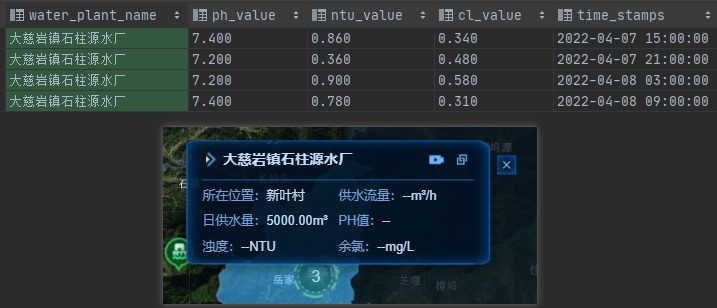 water_plant_name ph_value ntu_value cl_value time_stamps
大慈岩镇石柱源水厂 7.400 0.860 0.340 2022-04-07 15:00:00
大慈岩镇石柱源水厂 7.200 0.360 0.480 2022-04-07 21:00:00
大慈岩镇石柱源水厂 7.200 0.900 0.580 2022-04-08 03:00:00
大慈岩镇石柱源水厂 7.400 0.780 0.310 2022-04-08 09:00:00
大慈岩镇石柱源水厂
所在位置：新叶村 供水流量：--m³/h
日供水量：5000.00m³ PH值：--
浊度：--NTU 余氯：--mg/L
岳家
3
芝堰
樟坞